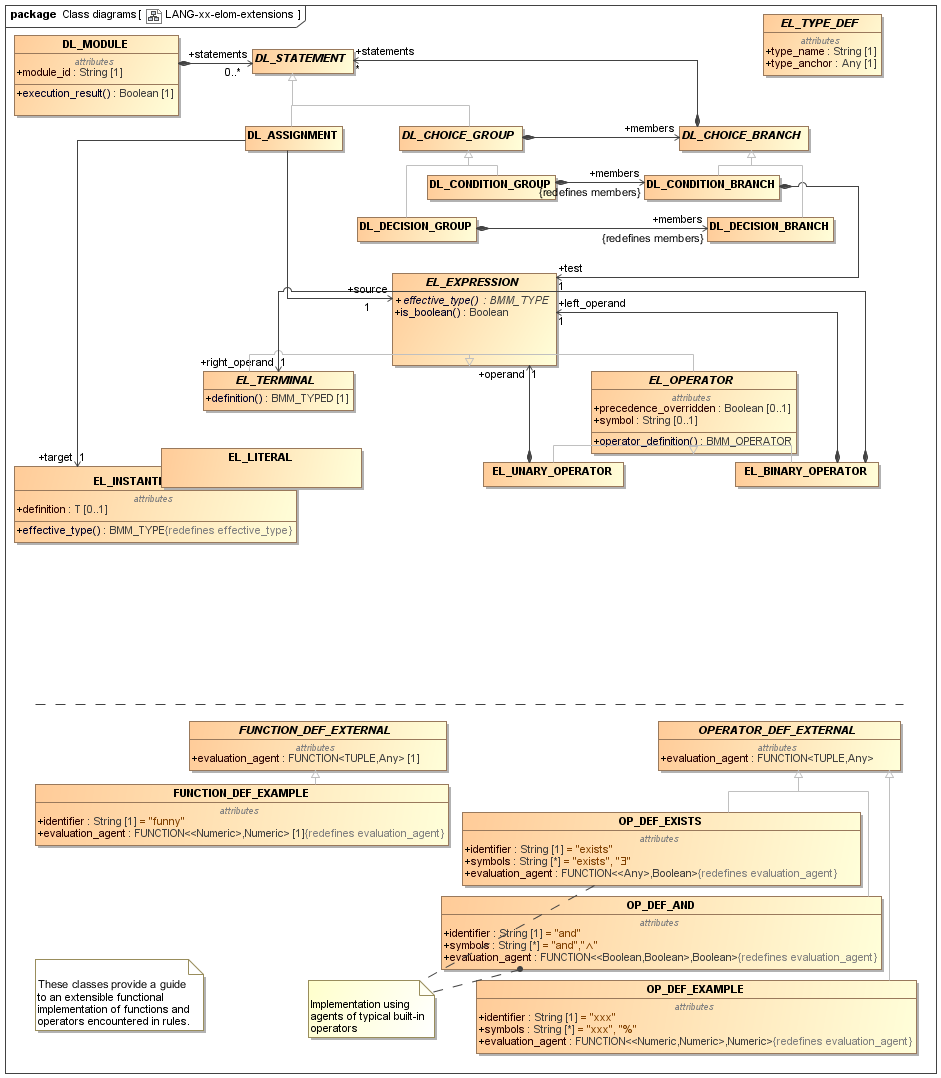 package Class diagrams [ LANG-xx-elom-extensions ]
DL_MODULE
attributes
+module_id : String [1]
+execution_result() : Boolean [1]
+statements
0..*
DL_STATEMENT
+statements
*
EL_TYPE_DEF
attributes
+type_name : String [1]
+type_anchor : Any [1]
DL_ASSIGNMENT
DL_CHOICE_GROUP
+members
DL_CHOICE_BRANCH
DL_CONDITION_GROUP
+members
{redefines members}
DL_CONDITION_BRANCH
DL_DECISION_GROUP
+members
{redefines members}
DL_DECISION_BRANCH
+test
1
EL_EXPRESSION
+effective_type() : BMM_TYPE
+is_boolean() : Boolean
+source
1
+left_operand
1
+right_operand 1
+operand 1
EL_TERMINAL
+definition() : BMM_TYPED [1]
EL_OPERATOR
attributes
+precedence_overridden : Boolean [0..1]
+symbol : String [0..1]
+operator_definition() : BMM_OPERATOR
+target 1
EL_LITERAL
EL_UNARY_OPERATOR
EL_BINARY_OPERATOR
attributes
+definition : T [0..1]
+effective_type() : BMM_TYPE{redefines effective_type}
FUNCTION_DEF_EXTERNAL
attributes
+evaluation_agent : FUNCTION<TUPLE,Any> [1]
OPERATOR_DEF_EXTERNAL
attributes
+evaluation_agent : FUNCTION<TUPLE,Any>
FUNCTION_DEF_EXAMPLE
attributes
+identifier : String [1] = "funny"
+evaluation_agent : FUNCTION<<Numeric>,Numeric> [1]{redefines evaluation_agent}
OP_DEF_EXISTS
attributes
+identifier : String [1] = "exists"
+symbols : String [*] = "exists", "∃"
+evaluation_agent : FUNCTION<<Any>,Boolean>{redefines evaluation_agent}
OP_DEF_AND
attributes
+identifier : String [1] = "and"
+symbols : String [*] = "and","∧"
+evaluation_agent : FUNCTION<<Boolean,Boolean>,Boolean>{redefines evaluation_agent}
OP_DEF_EXAMPLE
attributes
+identifier : String [1] = "xxx"
+symbols : String [*] = "xxx", "%"
+evaluation_agent : FUNCTION<<Numeric,Numeric>,Numeric>{redefines evaluation_agent}
These classes provide a guide
to an extensible functional
implementation of functions and
operators encountered in rules.
Implementation using
agents of typical built-in
operators